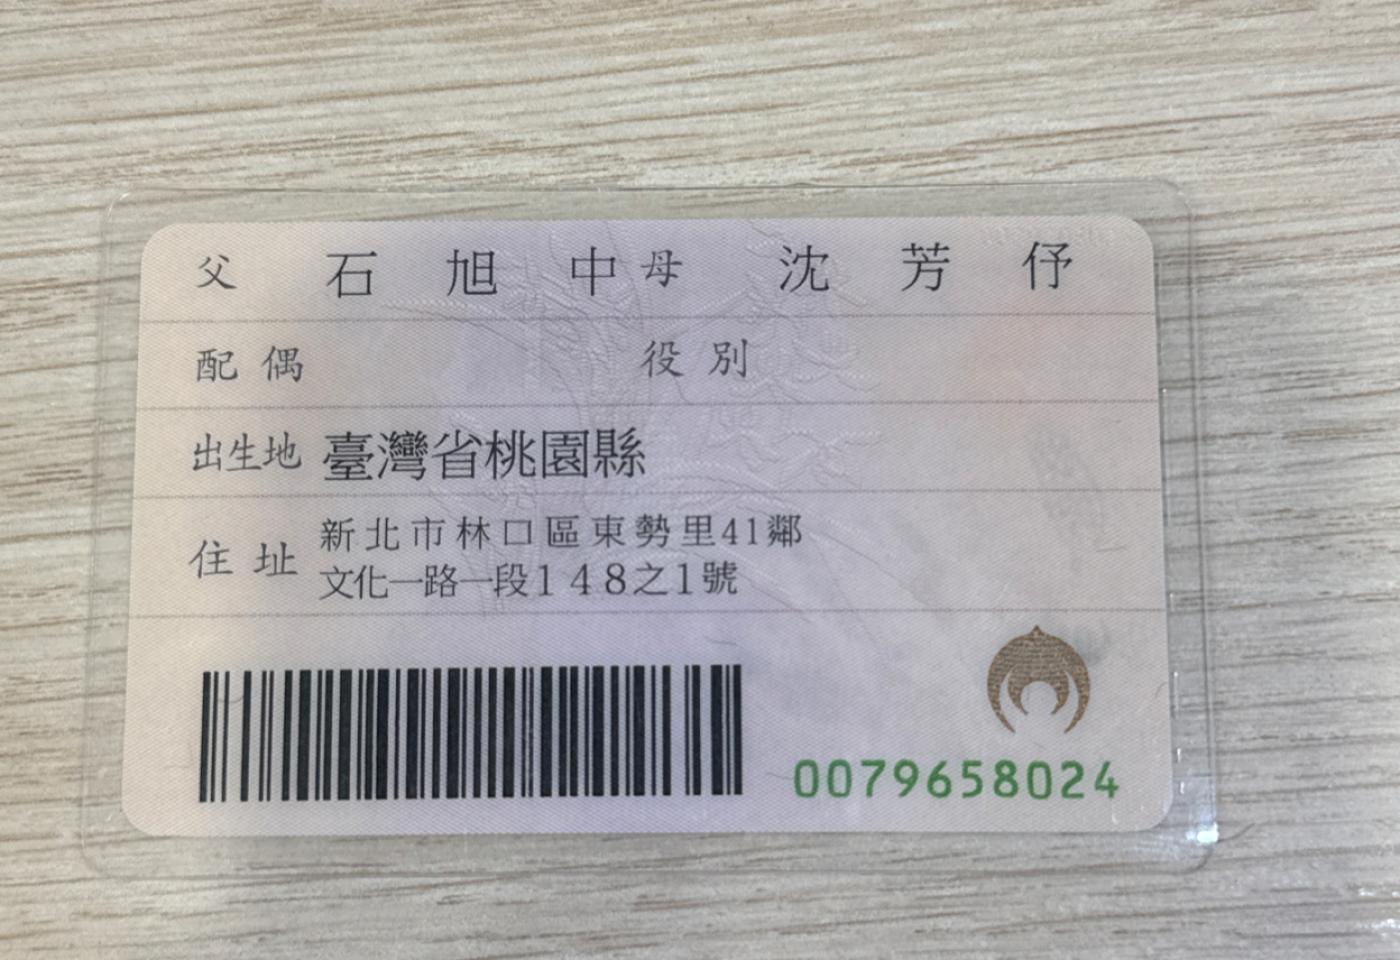 父 石旭中 母 沈芳伃
配偶 役別
出生地 臺灣省桃園縣
住址 新北市林口區東勢里41鄰
文化一路一段148之1號
0079658024